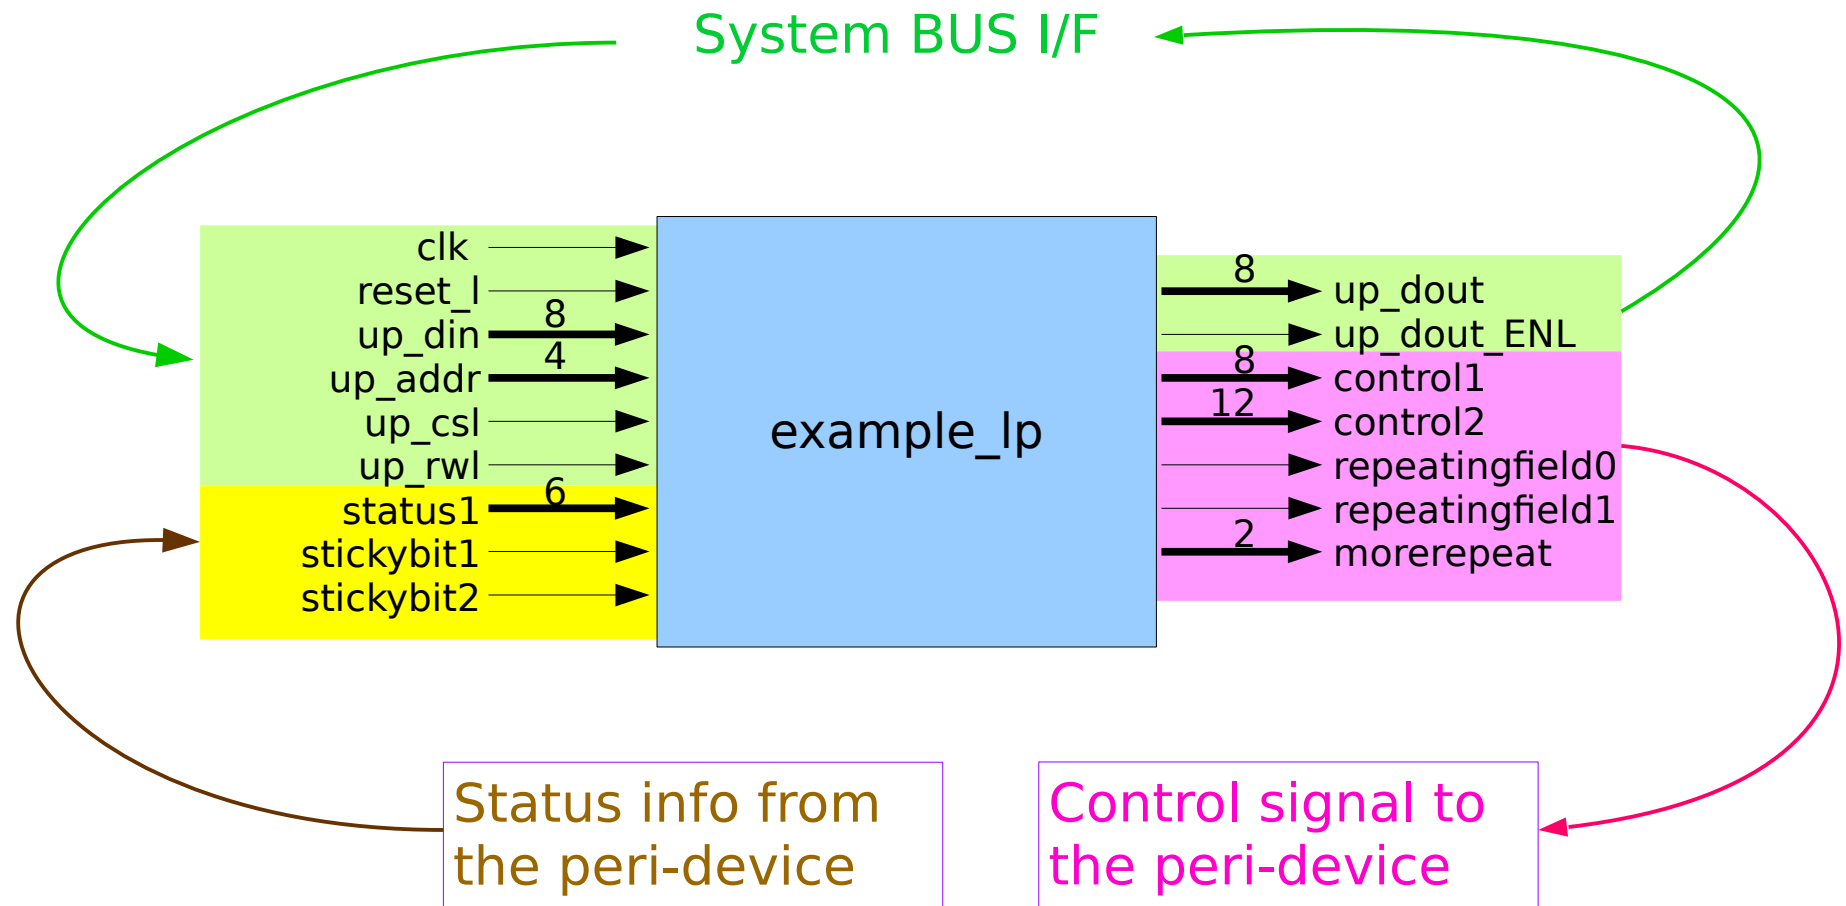 System BUS I/F
clk
reset_l
8
up_din
4
up_addr
up_csl
up_rwl
6
status1
stickybit1
stickybit2
example_lp
8
up_dout
up_dout_ENL
8
control1
12
control2
repeatingfield0
repeatingfield1
2
morerepeat
Status info from
the peri-device
Control signal to
the peri-device